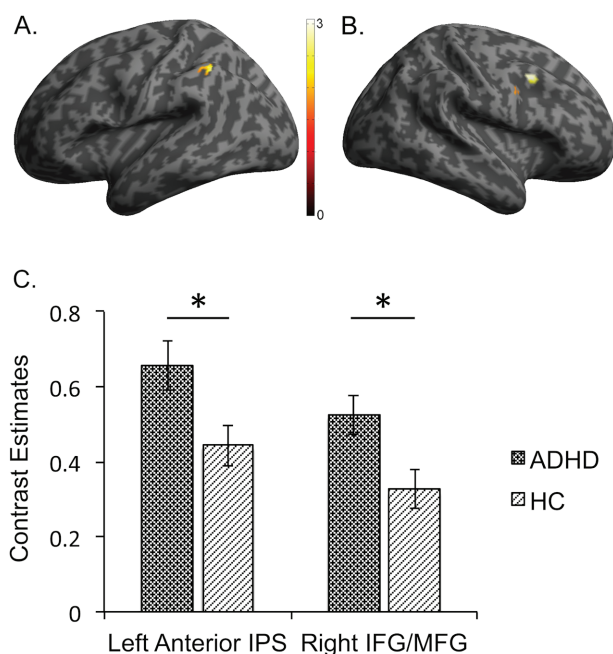 A.
3
0
B.
C.
0.8
0.6
0.4
0.2
0
Contrast Estimates
*
*
ADHD
HC
Left Anterior IPS
Right IFG/MFG